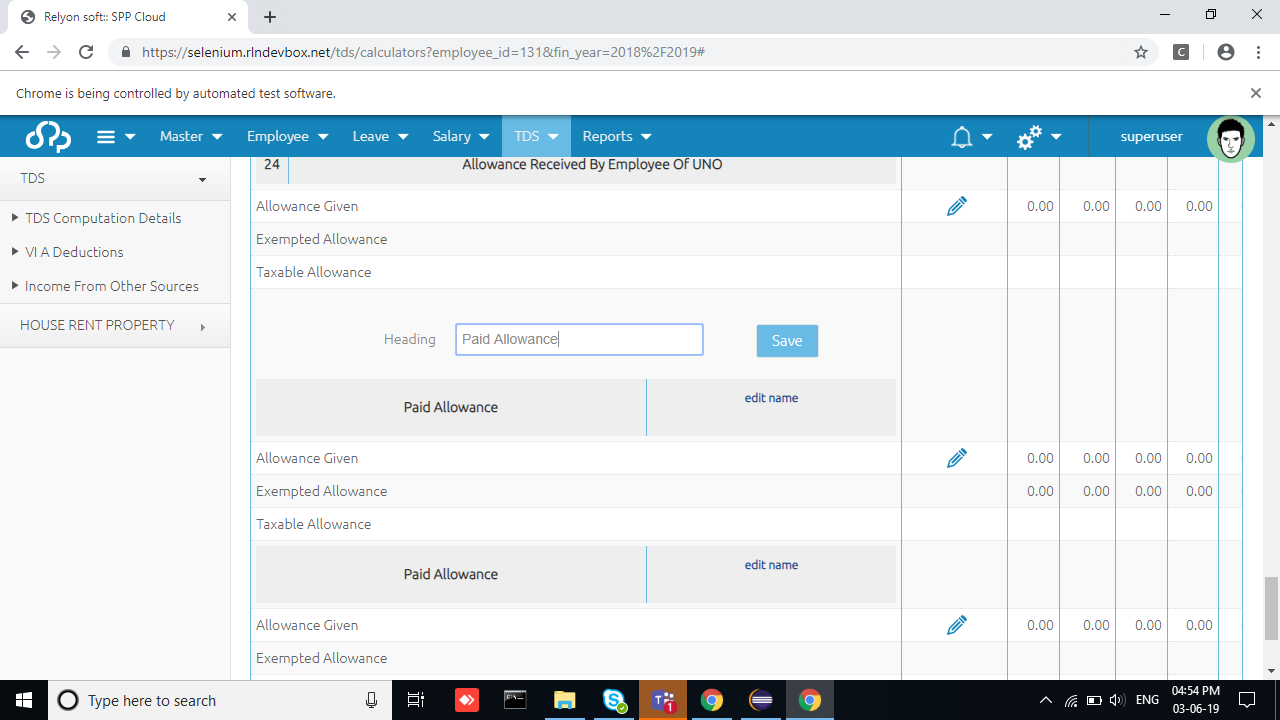 Relyon soft:: SPP Cloud
https://selenium.rlndevbox.net/tds/calculators?employee_id=131&fin_year=2018%2F2019#
C
Chrome is being controlled by automated test software.
Master Employee Leave Salary TDS Reports superuser
TDS
TDS Computation Details
VI A Deductions
Income From Other Sources
HOUSE RENT PROPERTY
24 Allowance Received By Employee Of UNO
Allowance Given 0.00 0.00 0.00 0.00
Exempted Allowance
Taxable Allowance
Heading Paid Allowance Save
Paid Allowance edit name
Allowance Given 0.00 0.00 0.00 0.00
Exempted Allowance 0.00 0.00 0.00 0.00
Taxable Allowance
Paid Allowance edit name
Allowance Given 0.00 0.00 0.00 0.00
Exempted Allowance
Type here to search
1
ENG
04:54 PM
03-06-19